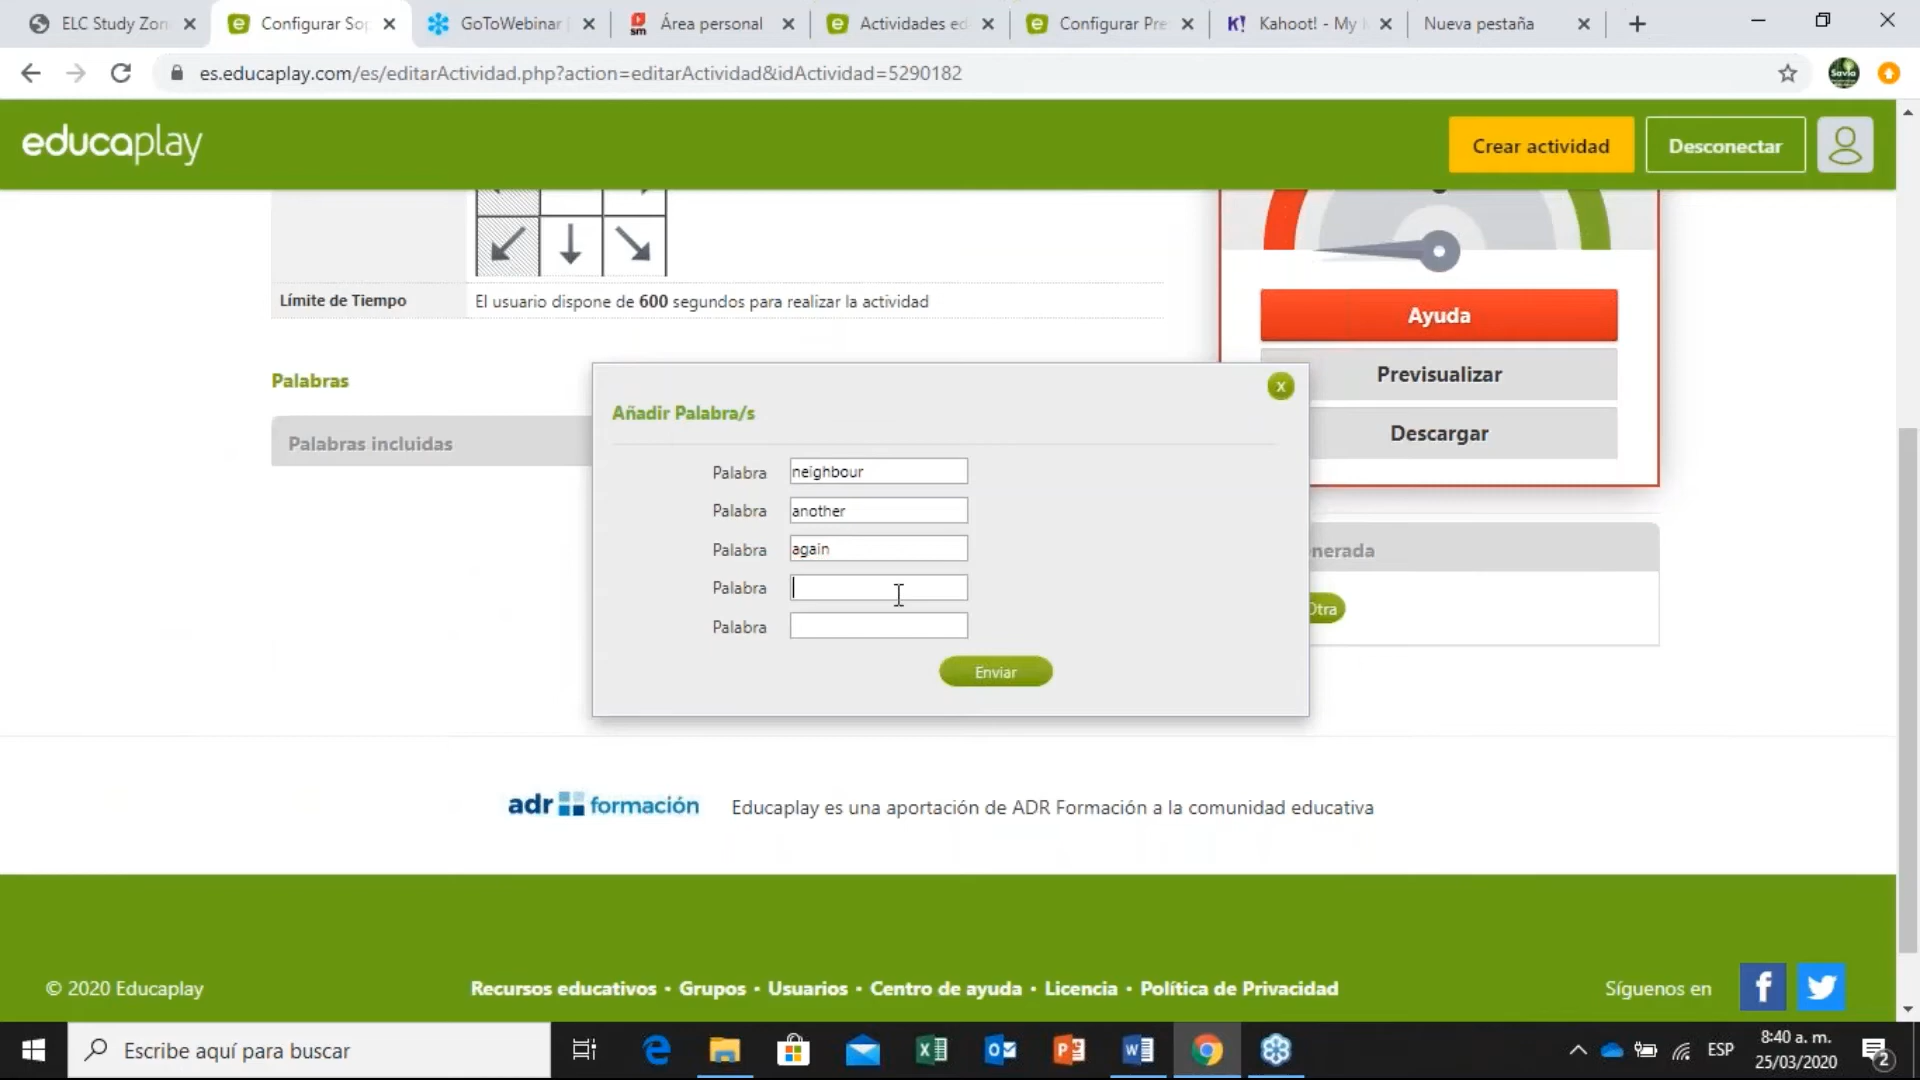 ELC Study Zon
Configurar Sop
GoToWebinar
sm
Área personal
Actividades ed
Configurar Pre
K!
Kahoot! - My
Nueva pestaña
es.educaplay.com/es/editarActividad.php?action=editarActividad&idActividad=5290182
educaplay
Crear actividad
Desconectar
Límite de Tiempo
El usuario dispone de 600 segundos para realizar la actividad
Ayuda
Palabras
Previsualizar
Añadir Palabra/s
x
Palabras incluidas
Descargar
Palabra neighbour
Palabra another
Palabra again
nerada
Palabra
Otra
Palabra
Enviar
adr formación
Educaplay es una aportación de ADR Formación a la comunidad educativa
© 2020 Educaplay
Recursos educativos • Grupos • Usuarios • Centro de ayuda • Licencia • Política de Privacidad
Síguenos en
Escribe aquí para buscar
ESP
8:40 a. m.
25/03/2020
2